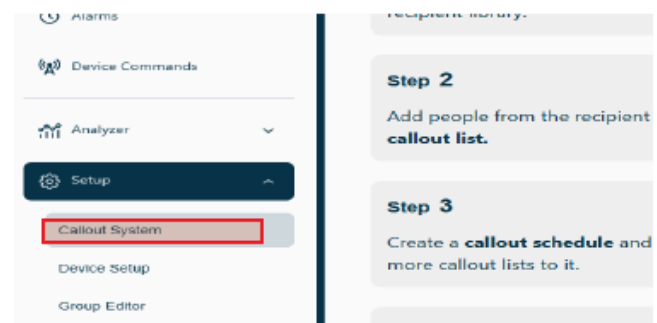 Alarms
Device Commands
Analyzer
Setup
Callout System
Device Setup
Group Editor
recipient library.
Step 2
Add people from the recipient
callout list.
Step 3
Create a callout schedule and
more callout lists to it.